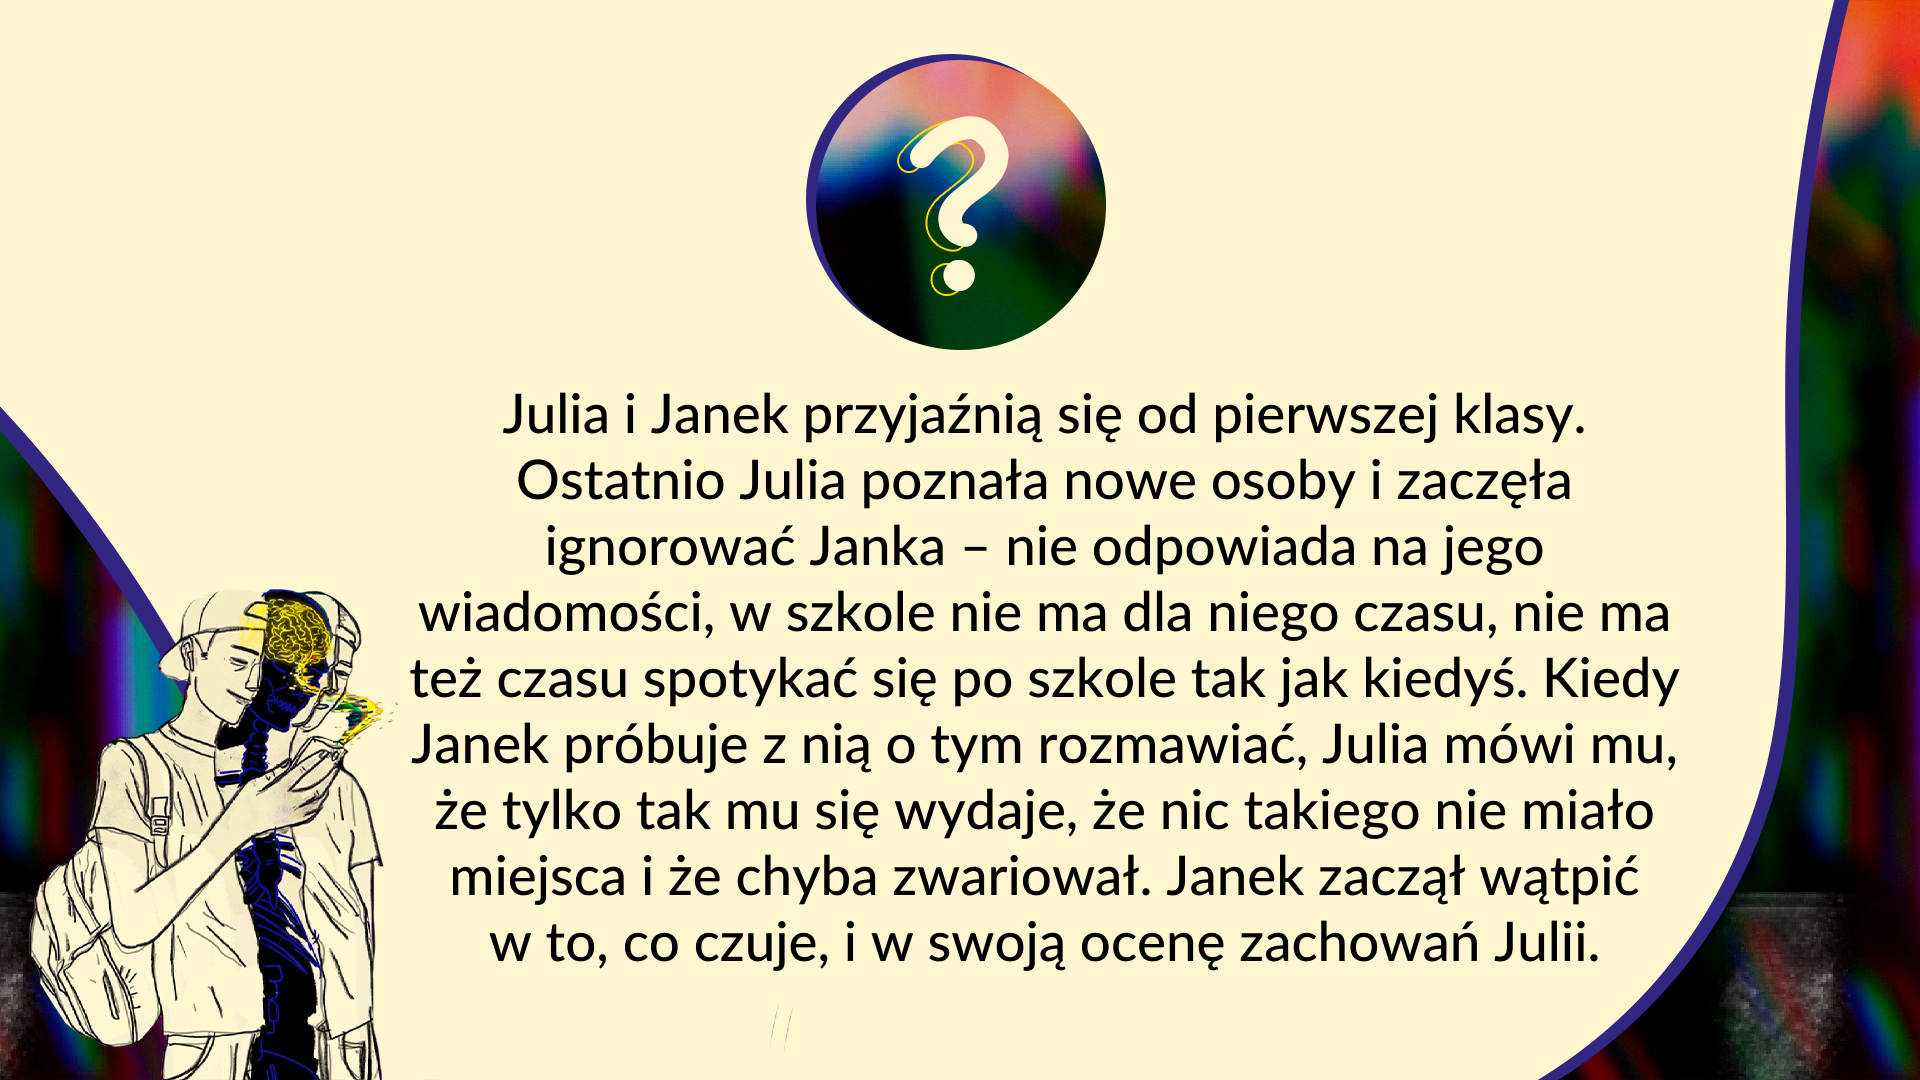 ?
Julia i Janek przyjaźnią się od pierwszej klasy.
Ostatnio Julia poznała nowe osoby i zaczęła
ignorować Janka – nie odpowiada na jego
wiadomości, w szkole nie ma dla niego czasu, nie ma
też czasu spotykać się po szkole tak jak kiedyś. Kiedy
Janek próbuje z nią o tym rozmawiać, Julia mówi mu,
że tylko tak mu się wydaje, że nic takiego nie miało
miejsca i że chyba zwariował. Janek zaczął wątpić
w to, co czuje, i w swoją ocenę zachowań Julii.